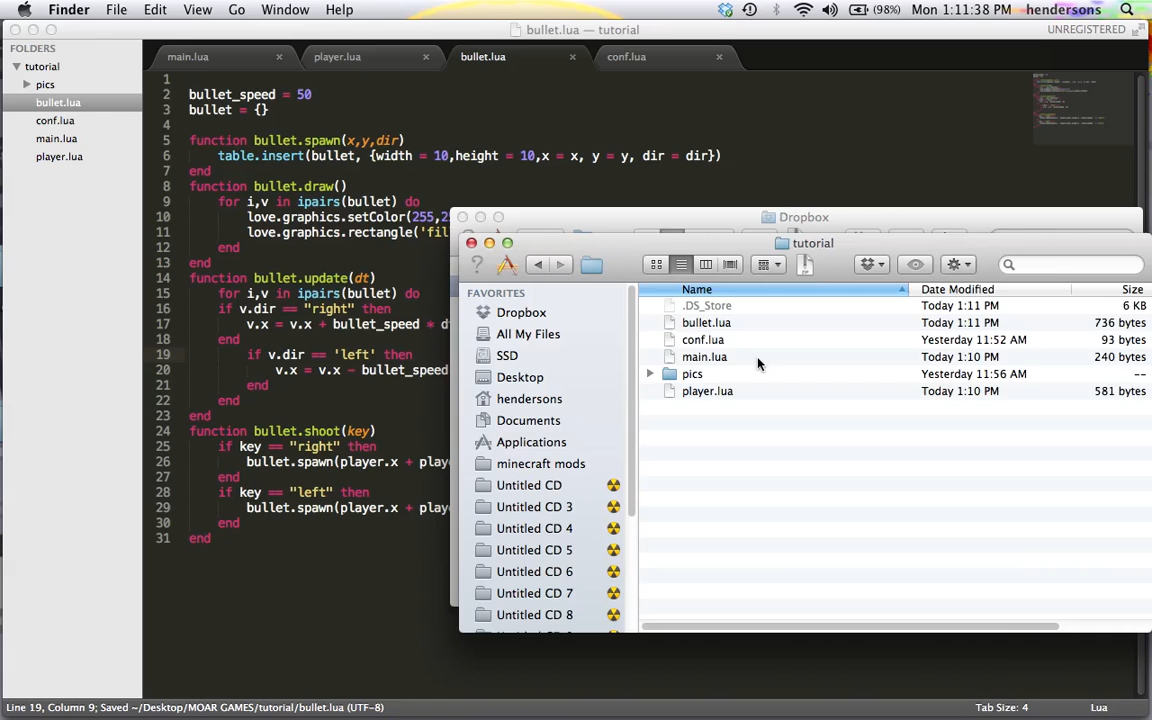 Finder File Edit View Go Window Help (98%) Mon 1:11:38 PM hendersons
bullet.lua — tutorial UNREGISTERED
FOLDERS
tutorial
pics
bullet.lua
conf.lua
main.lua
player.lua
main.lua × player.lua × bullet.lua × conf.lua ×
1
2 bullet_speed = 50
3 bullet = {}
4
5 function bullet.spawn(x,y,dir)
6 table.insert(bullet, {width = 10,height = 10,x = x, y = y, dir = dir})
7 end
8 function bullet.draw()
9 for i,v in ipairs(bullet) do
10 love.graphics.setColor(255,2
11 love.graphics.rectangle('fil
12 end
13 end
14 function bullet.update(dt)
15 for i,v in ipairs(bullet) do
16 if v.dir == "right" then
17 v.x = v.x + bullet_speed * d
18 end
19 if v.dir == 'left' then
20 v.x = v.x - bullet_speed
21 end
22 end
23 end
24 function bullet.shoot(key)
25 if key == "right" then
26 bullet.spawn(player.x + play
27 end
28 if key == "left" then
29 bullet.spawn(player.x + play
30 end
31 end
Dropbox
tutorial
FAVORITES
Dropbox
All My Files
SSD
Desktop
hendersons
Documents
Applications
minecraft mods
Untitled CD
Untitled CD 3
Untitled CD 4
Untitled CD 5
Untitled CD 6
Untitled CD 7
Untitled CD 8
Name Date Modified Size
.DS_Store Today 1:11 PM 6 KB
bullet.lua Today 1:11 PM 736 bytes
conf.lua Yesterday 11:52 AM 93 bytes
main.lua Today 1:10 PM 240 bytes
pics Yesterday 11:56 AM --
player.lua Today 1:10 PM 581 bytes
Line 19, Column 9; Saved ~/Desktop/MOAR GAMES/tutorial/bullet.lua (UTF-8) Tab Size: 4 Lua